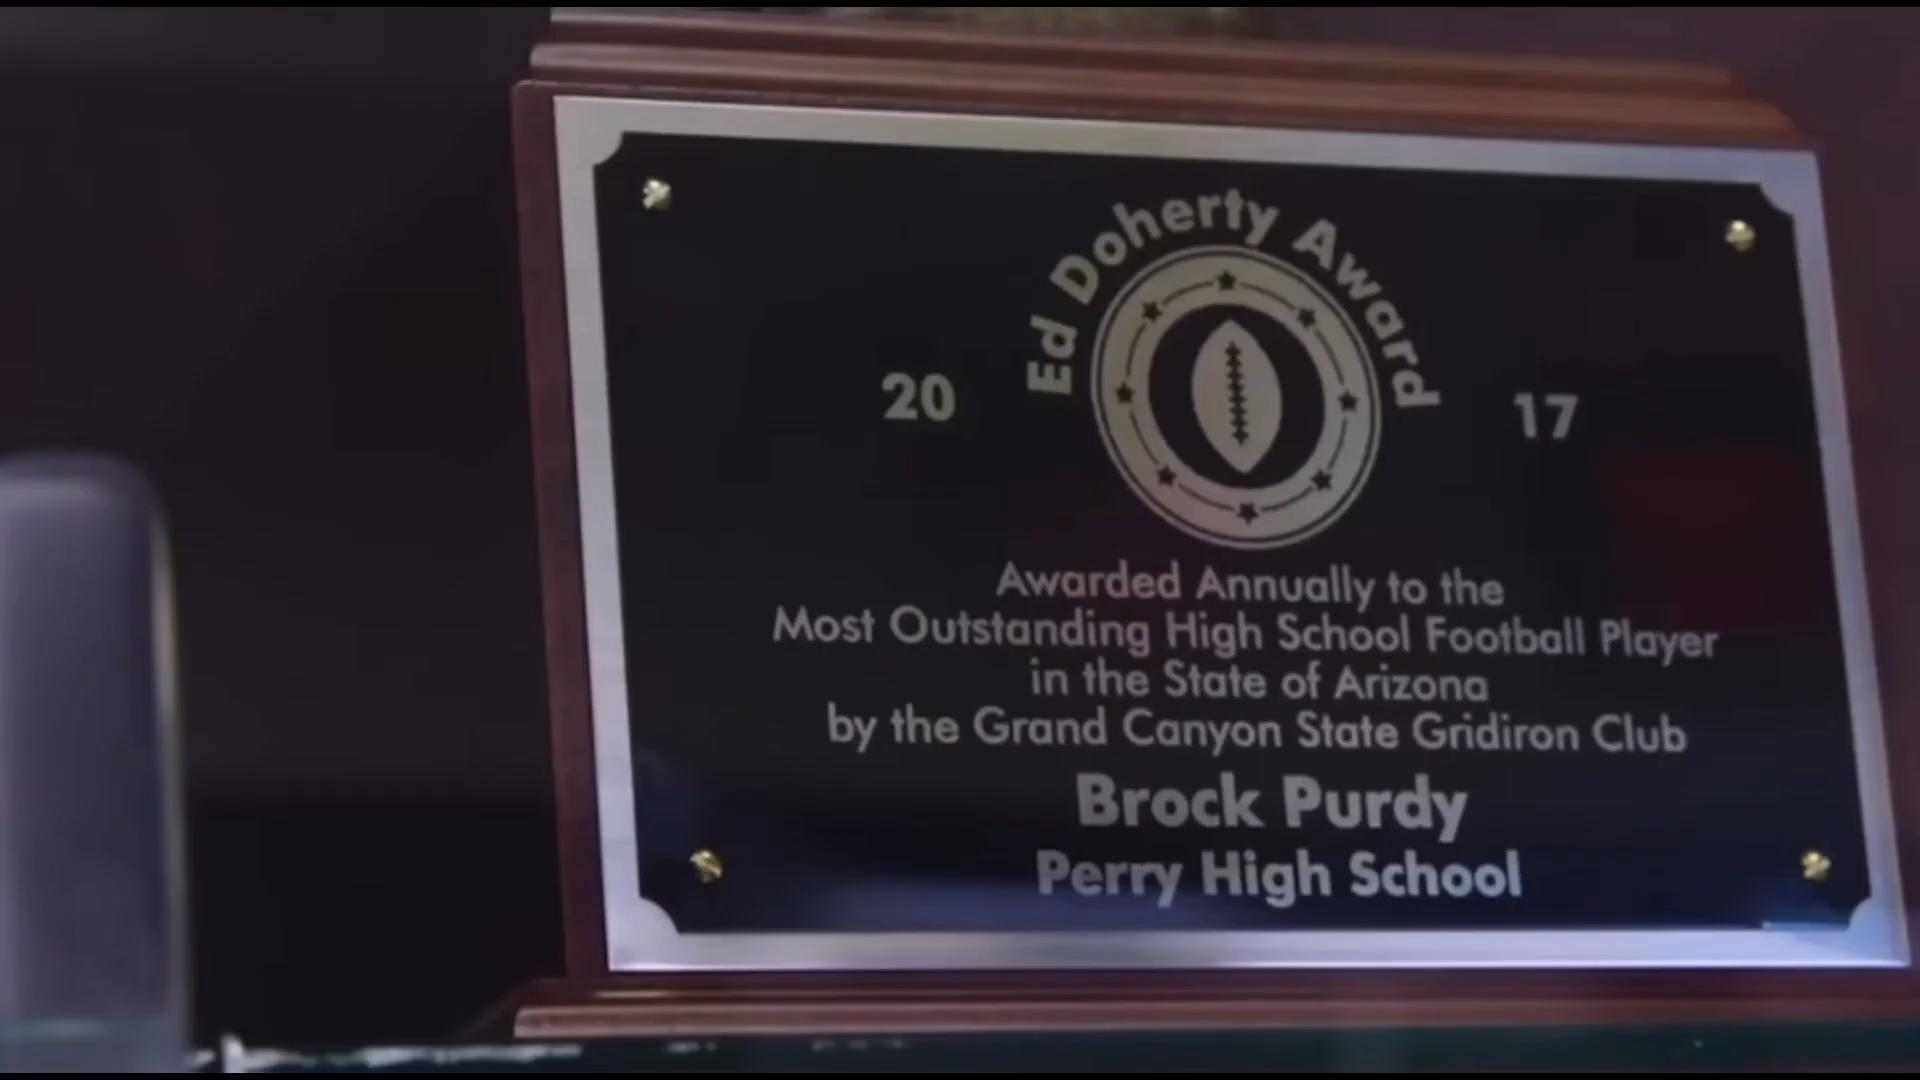 Ed Doherty Award
20 17
Awarded Annually to the
Most Outstanding High School Football Player
in the State of Arizona
by the Grand Canyon State Gridiron Club
Brock Purdy
Perry High School